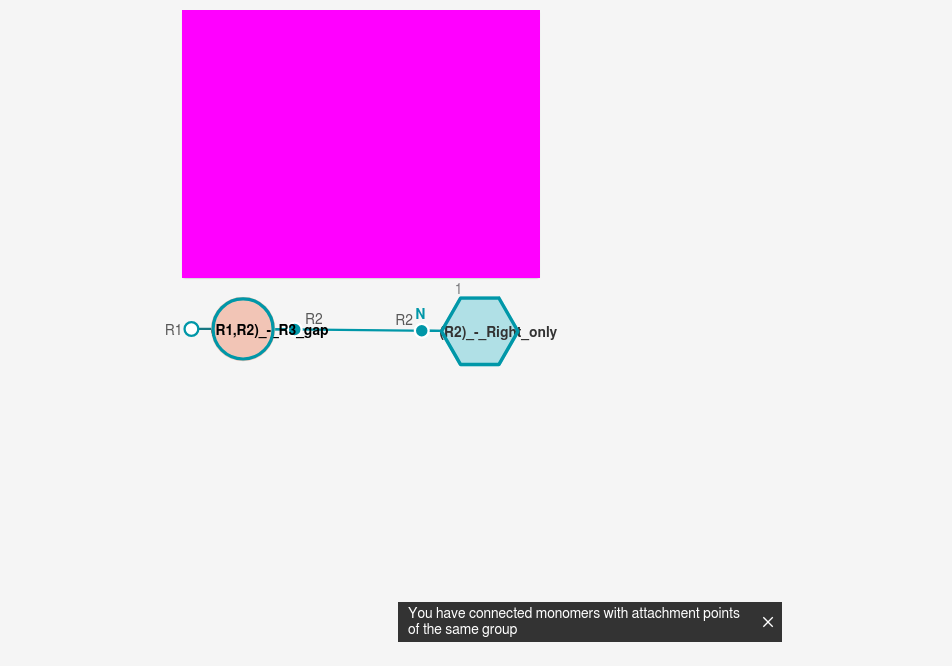 1
N
R1
R1,R2)_-_R3_gap
R2
R2
(R2)_-_Right_only
You have connected monomers with attachment points
of the same group